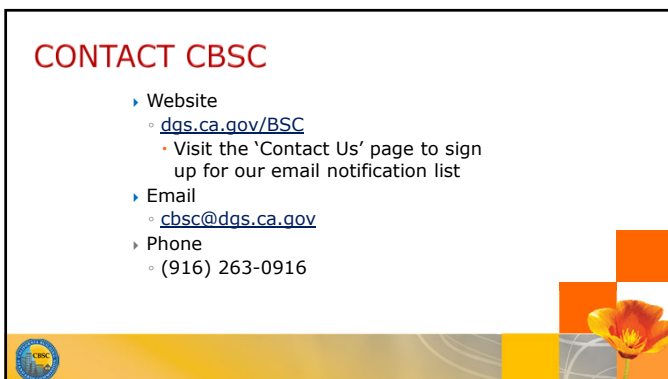 CONTACT CBSC
Website
dgs.ca.gov/BSC
Visit the ‘Contact Us’ page to sign
up for our email notification list
Email
cbsc@dgs.ca.gov
Phone
(916) 263-0916
CBSC